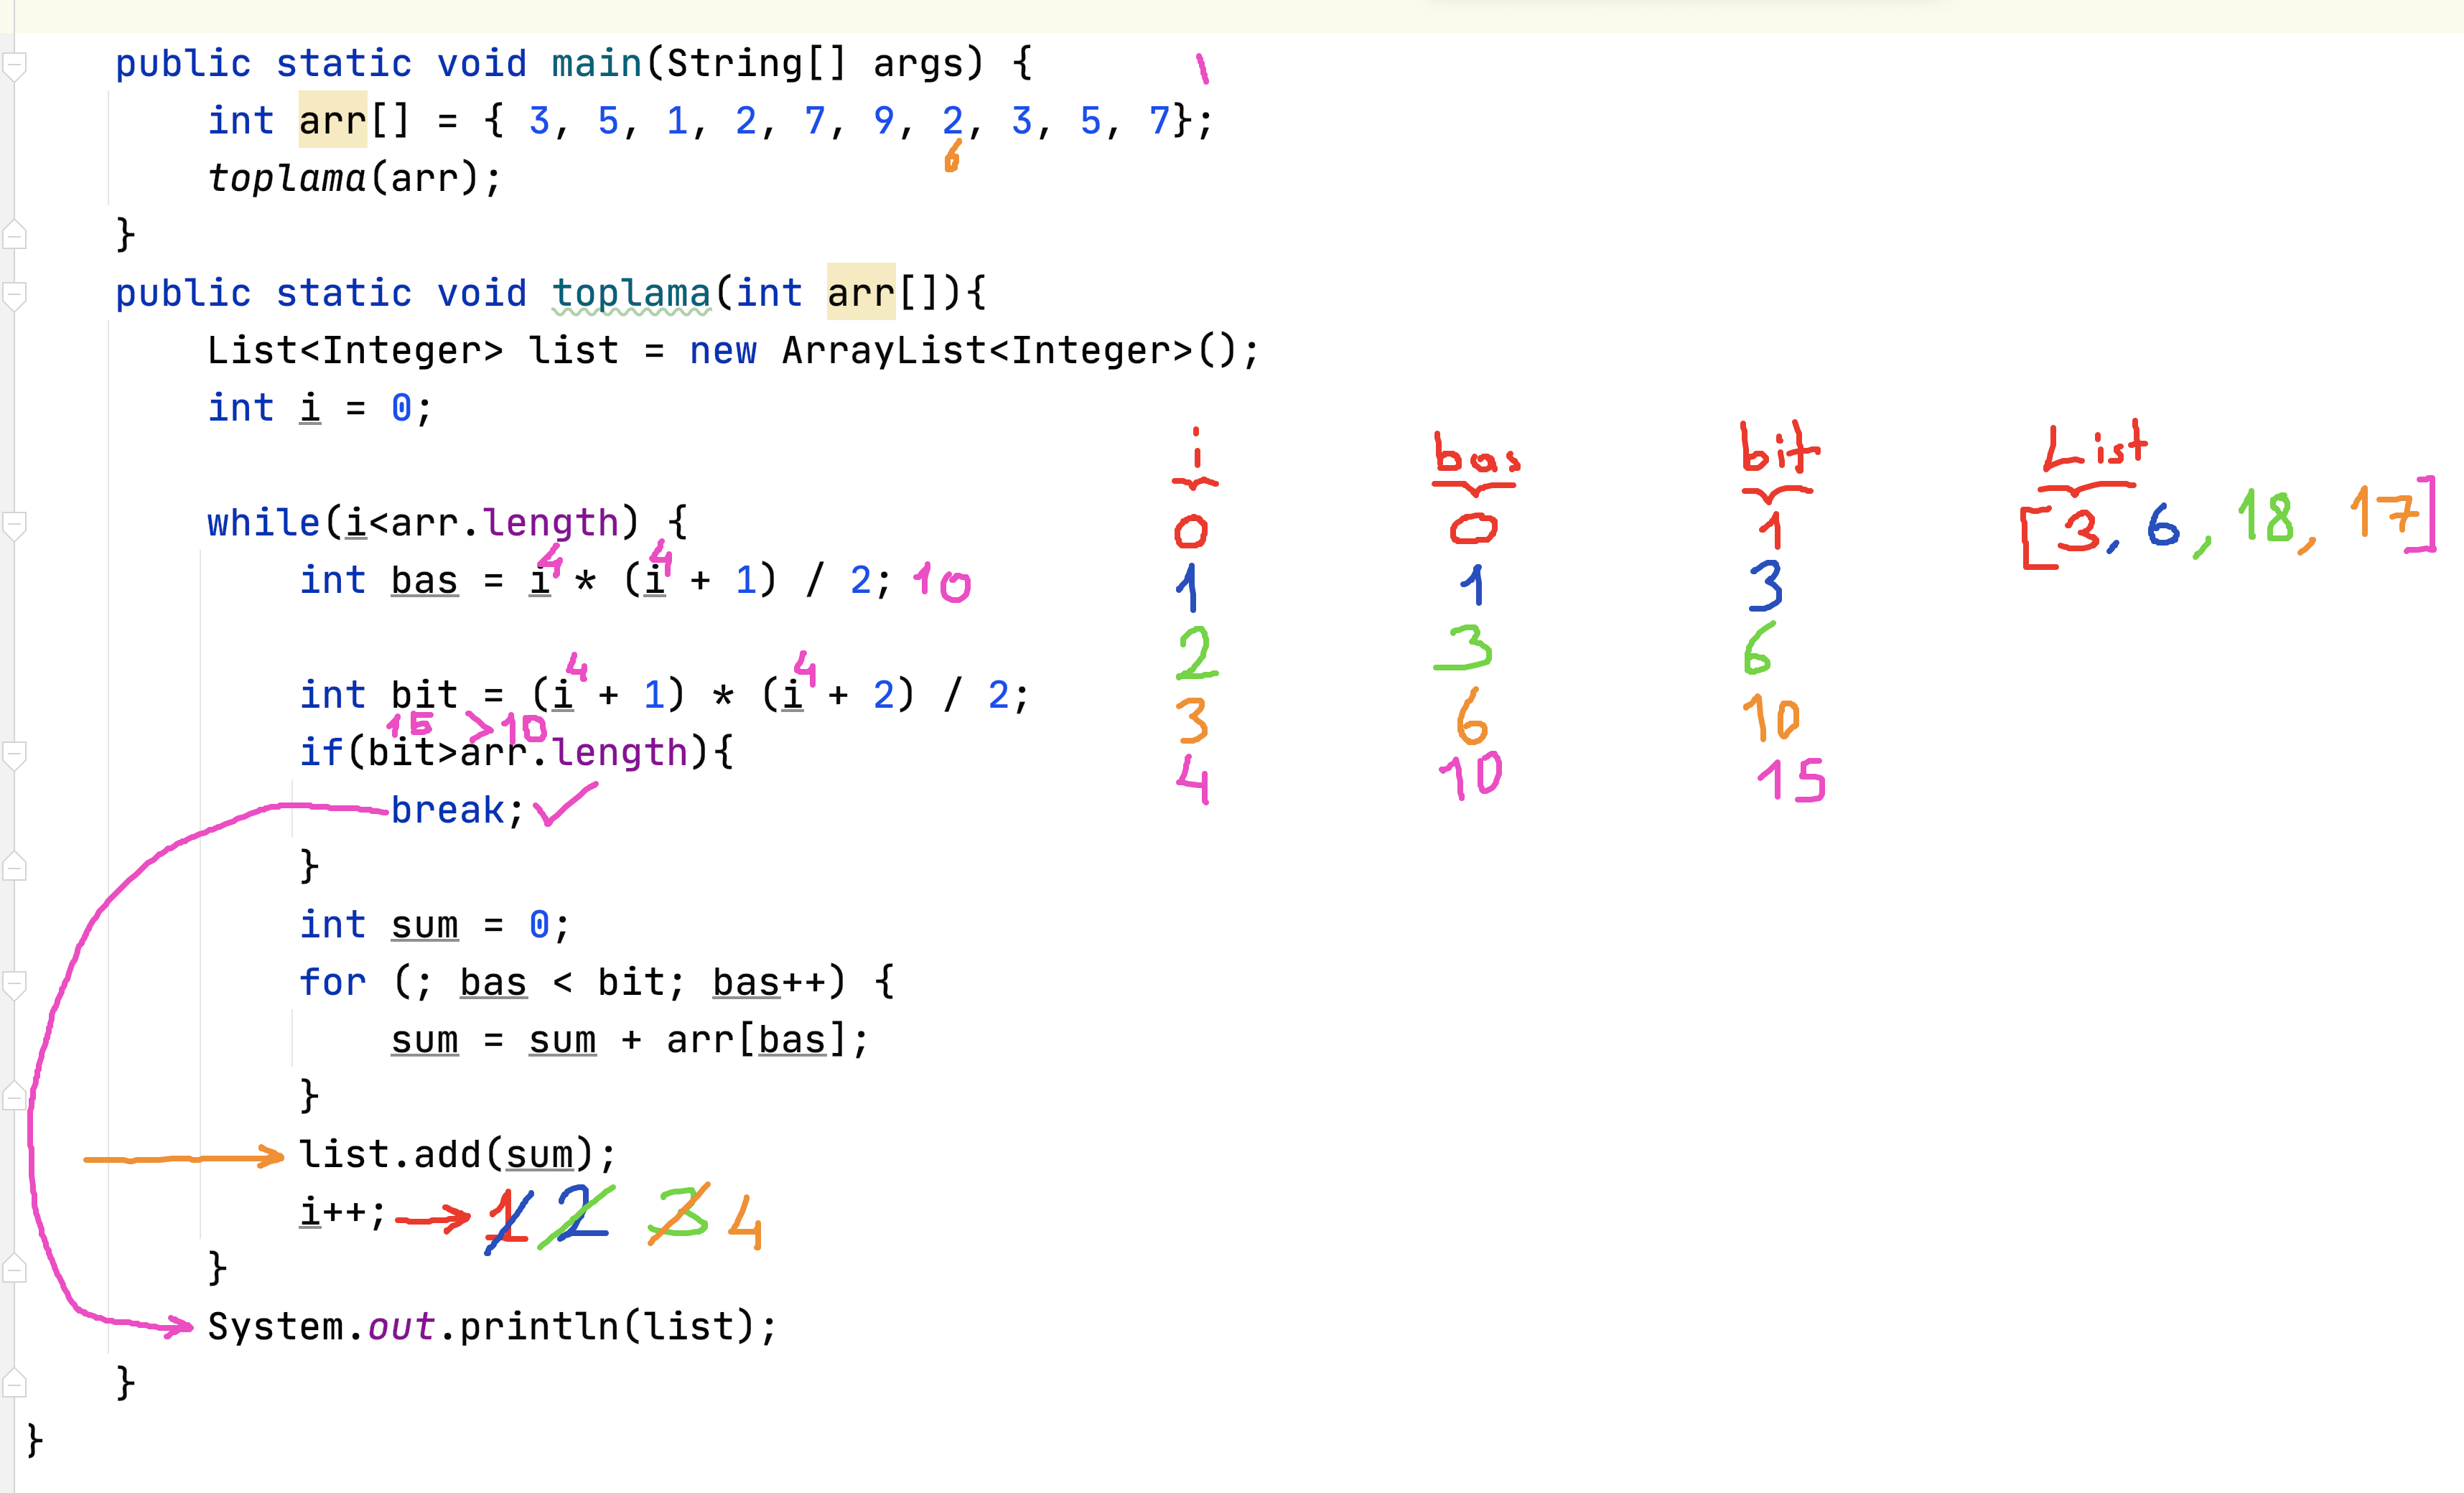 public static void main(String[] args) {
int arr[] = { 3, 5, 1, 2, 7, 9, 2, 3, 5, 7};
6
toplama(arr);
}
public static void toplama(int arr[]){
List<Integer> list = new ArrayList<Integer>();
int i = 0;
i bas bit List
while(i<arr.length) {
0 0 1 [3, 6, 18, 17]
4 4
int bas = i * (i + 1) / 2; 10
1 1 3
2 3 6
4 4
int bit = (i + 1) * (i + 2) / 2;
3 6 10
15 > 10
if(bit>arr.length){
4 10 15
break;
}
int sum = 0;
for (; bas < bit; bas++) {
sum = sum + arr[bas];
}
list.add(sum);
i++; 1 2 3 4
}
System.out.println(list);
}
}